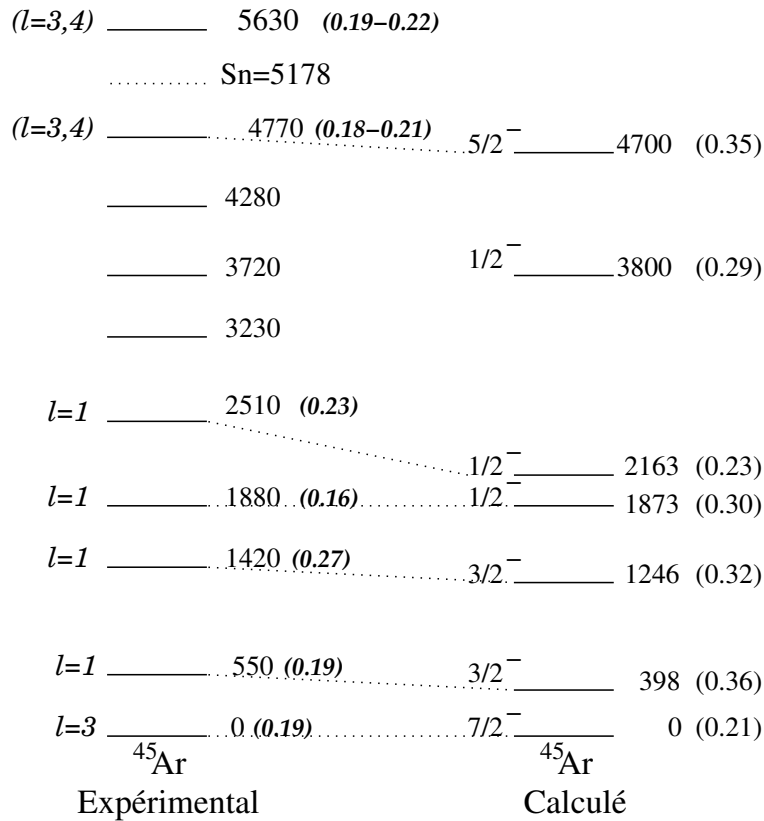 (l=3,4) 5630 (0.19–0.22)
Sn=5178
(l=3,4) 4770 (0.18–0.21) 5/2⁻ 4700 (0.35)
4280
3720 1/2⁻ 3800 (0.29)
3230
l=1 2510 (0.23)
1/2⁻ 2163 (0.23)
l=1 1880 (0.16) 1/2⁻ 1873 (0.30)
l=1 1420 (0.27) 3/2⁻ 1246 (0.32)
l=1 550 (0.19) 3/2⁻ 398 (0.36)
l=3 0 (0.19) 7/2⁻ 0 (0.21)
⁴⁵Ar ⁴⁵Ar
Expérimental Calculé